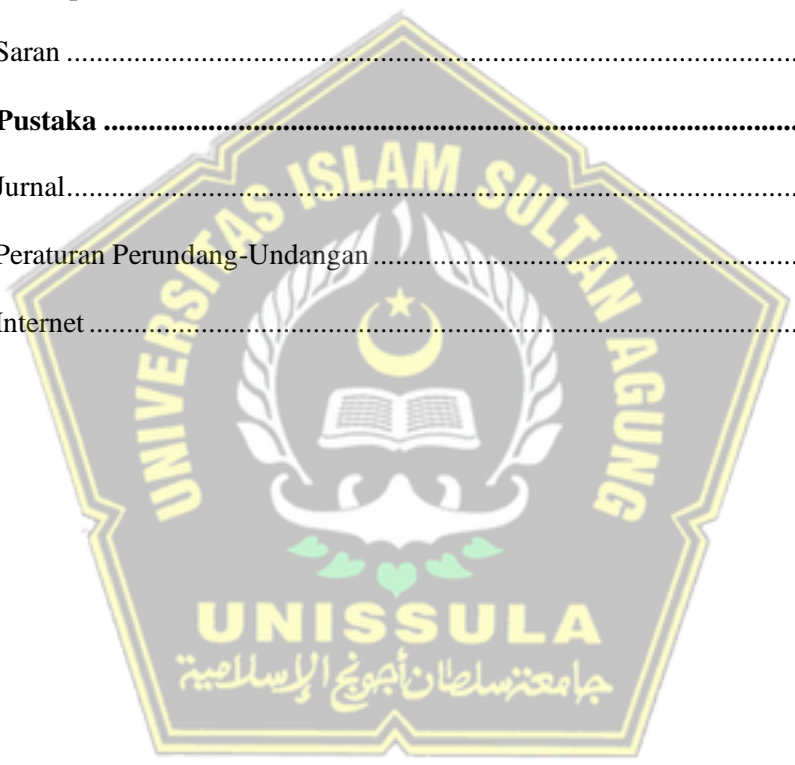 Saran ................................................................................
Pustaka ................................................................................
Jurnal................................................................................
Peraturan Perundang-Undangan ................................................................................
Internet ................................................................................
UNIVERSITAS ISLAM SULTAN AGUNG
UNISSULA
جامعة سلطان أجونج الإسلامية